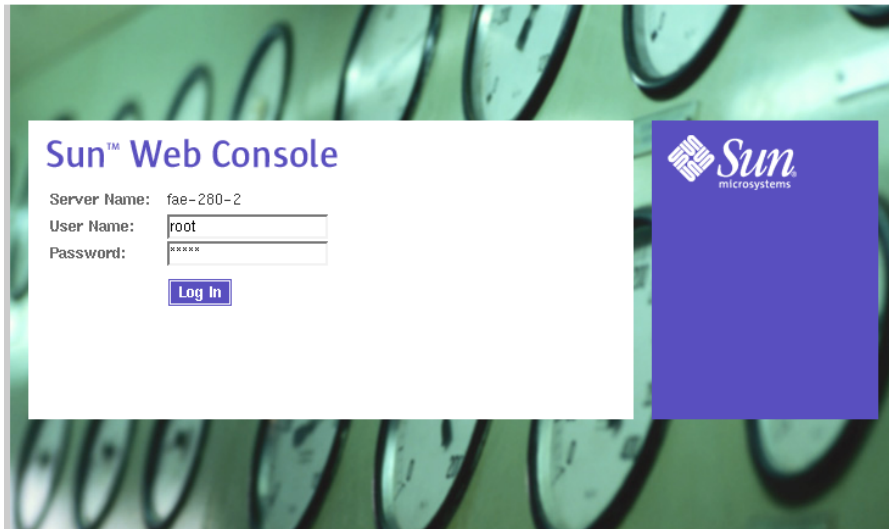 Sun™ Web Console
Server Name: fae-280-2
User Name: root
Password: *****
Log In
Sun
microsystems